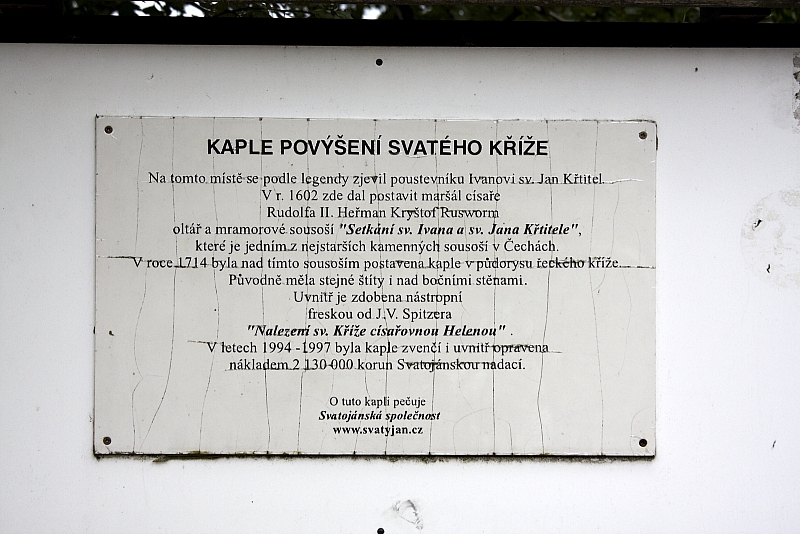 KAPLE POVÝŠENÍ SVATÉHO KŘÍŽE
Na tomto místě se podle legendy zjevil poustevníku Ivanovi sv. Jan Křtitel.
V r. 1602 zde dal postavit maršál císaře
Rudolfa II. Heřman Kryštof Rusworm
oltář a mramorové sousoší "Setkání sv. Ivana a sv. Jana Křtitele",
které je jedním z nejstarších kamenných sousoší v Čechách.
V roce 1714 byla nad tímto sousoším postavena kaple v půdorysu řeckého kříže.
Původně měla stejné štíty i nad bočními stěnami.
Uvnitř je zdobena nástropní
freskou od J.V. Spitzera
"Nalezení sv. Kříže císařovnou Helenou" .
V letech 1994 -1997 byla kaple zvenčí i uvnitř opravena
nákladem 2 130 000 korun Svatojánskou nadací.
O tuto kapli pečuje
Svatojánská společnost
www.svatyjan.cz